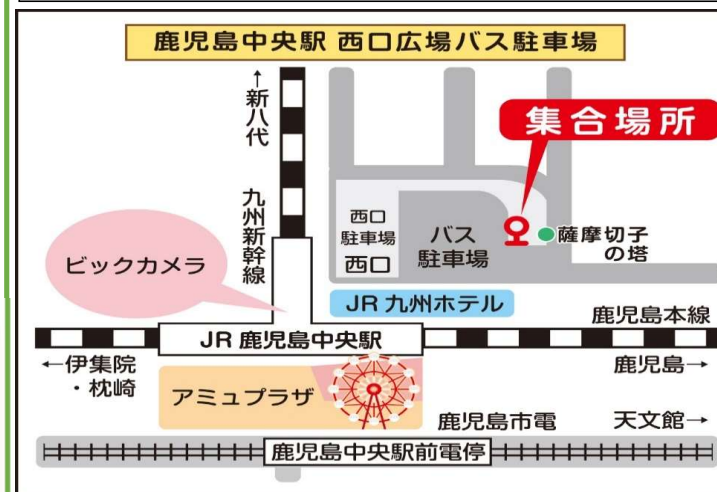 鹿児島中央駅 西口広場バス駐車場
↑新八代
九州新幹線
集合場所
西口
駐車場
西口
バス
駐車場
薩摩切子
の塔
ビックカメラ
JR 九州ホテル
鹿児島本線
JR 鹿児島中央駅
←伊集院
・枕崎
鹿児島→
アミュプラザ
鹿児島市電
天文館→
鹿児島中央駅前電停